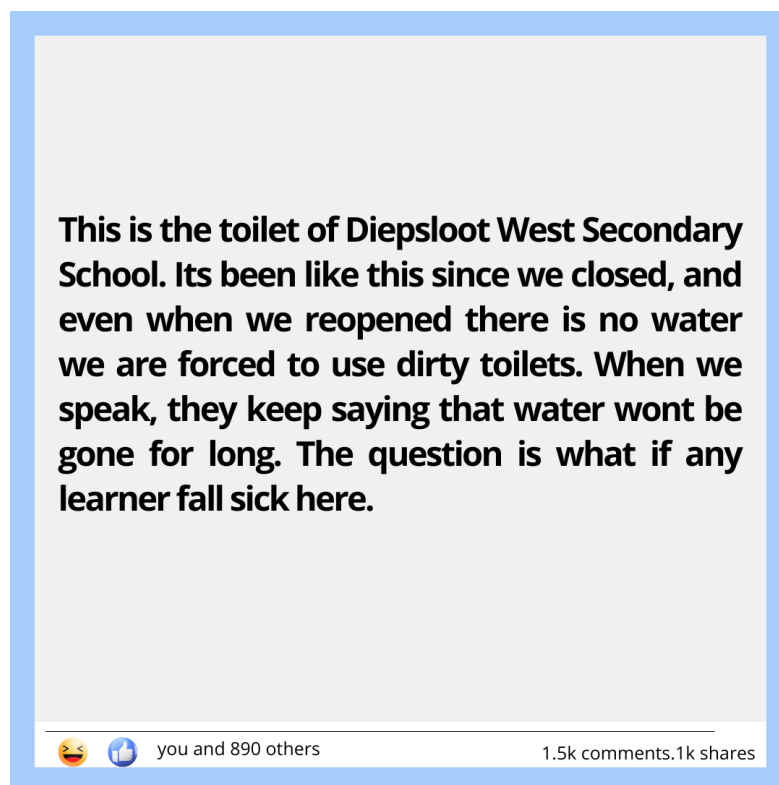 This is the toilet of Diepsloot West Secondary
School. Its been like this since we closed, and
even when we reopened there is no water
we are forced to use dirty toilets. When we
speak, they keep saying that water wont be
gone for long. The question is what if any
learner fall sick here.
you and 890 others
1.5k comments.1k shares